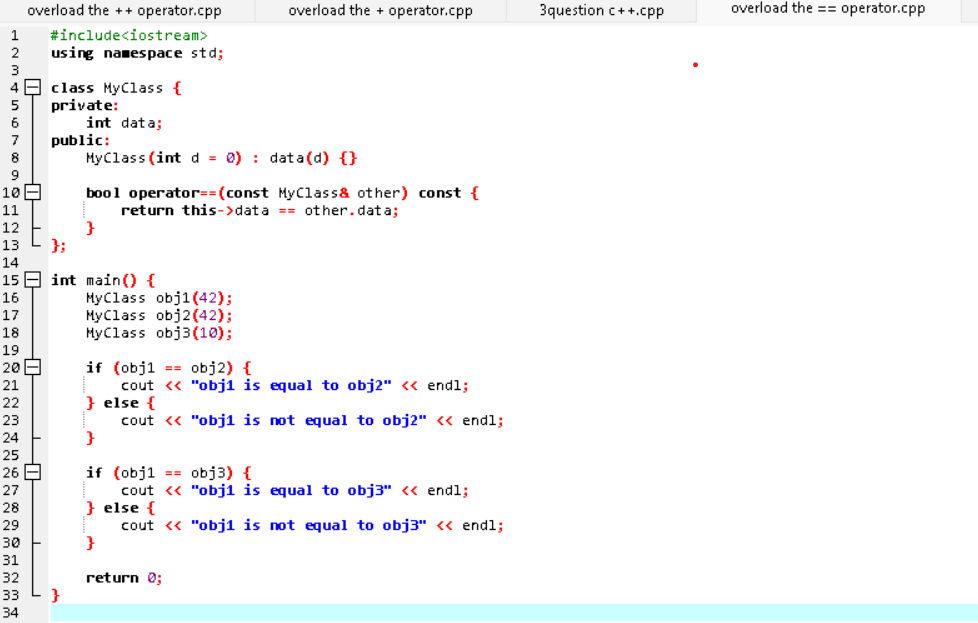 overload the ++ operator.cpp overload the + operator.cpp 3question c++.cpp overload the == operator.cpp
1 #include<iostream>
2 using namespace std;
3
4 class MyClass {
5 private:
6     int data;
7 public:
8     MyClass(int d = 0) : data(d) {}
9
10     bool operator==(const MyClass& other) const {
11         return this->data == other.data;
12     }
13 };
14
15 int main() {
16     MyClass obj1(42);
17     MyClass obj2(42);
18     MyClass obj3(10);
19
20     if (obj1 == obj2) {
21         cout << "obj1 is equal to obj2" << endl;
22     } else {
23         cout << "obj1 is not equal to obj2" << endl;
24     }
25
26     if (obj1 == obj3) {
27         cout << "obj1 is equal to obj3" << endl;
28     } else {
29         cout << "obj1 is not equal to obj3" << endl;
30     }
31
32     return 0;
33 }
34